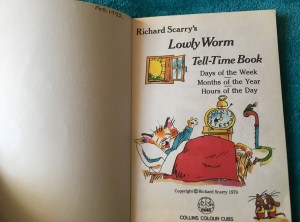 Richard Scarry's
Lowly Worm
Tell-Time Book
Days of the Week
Months of the Year
Hours of the Day
Copyright © Richard Scarry
COLLINS COLOUR CUBS